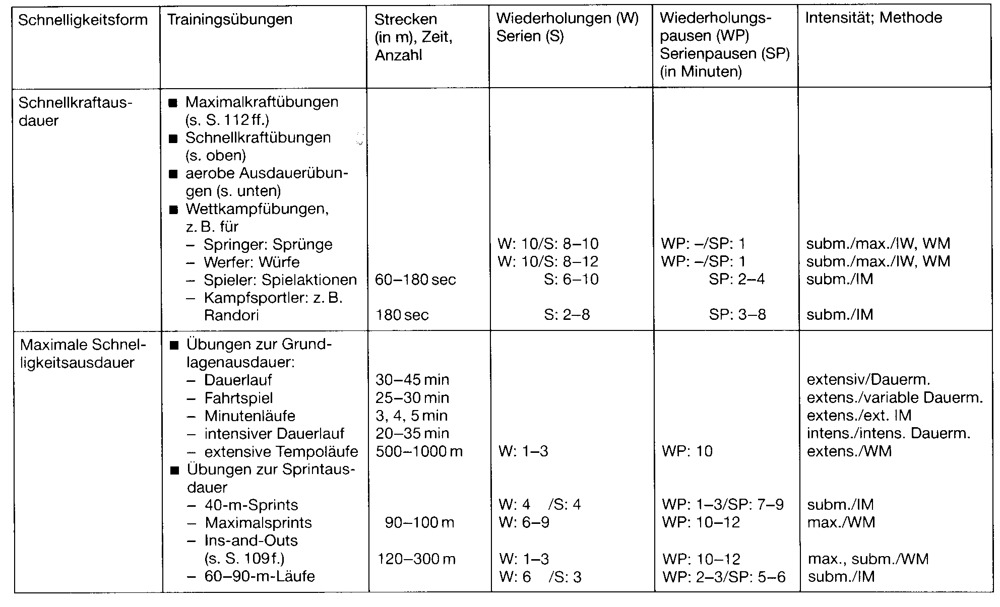 Schnelligkeitsform
Trainingsübungen
Strecken
(in m), Zeit,
Anzahl
Wiederholungen (W)
Serien (S)
Wiederholungs-
pausen (WP)
Serienpausen (SP)
(in Minuten)
Intensität; Methode
Schnellkraftaus-
dauer
■ Maximalkraftübungen
(s. S. 112 ff.)
■ Schnellkraftübungen
(s. oben)
■ aerobe Ausdauerübun-
gen (s. unten)
■ Wettkampfübungen,
z. B. für
– Springer: Sprünge W: 10/S: 8–10 WP: –/SP: 1 subm./max./IW, WM
– Werfer: Würfe W: 10/S: 8–12 WP: –/SP: 1 subm./max./IW, WM
– Spieler: Spielaktionen 60–180 sec S: 6–10 SP: 2–4 subm./IM
– Kampfsportler: z. B.
Randori 180 sec S: 2–8 SP: 3–8 subm./IM
Maximale Schnel-
ligkeitsausdauer
■ Übungen zur Grund-
lagenausdauer:
– Dauerlauf 30–45 min extensiv/Dauerm.
– Fahrtspiel 25–30 min extens./variable Dauerm.
– Minutenläufe 3, 4, 5 min extens./ext. IM
– intensiver Dauerlauf 20–35 min intens./intens. Dauerm.
– extensive Tempoläufe 500–1000 m W: 1–3 WP: 10 extens./WM
■ Übungen zur Sprintaus-
dauer
– 40-m-Sprints W: 4 /S: 4 WP: 1–3/SP: 7–9 subm./IM
– Maximalsprints 90–100 m W: 6–9 WP: 10–12 max./WM
– Ins-and-Outs
(s. S. 109 f.) 120–300 m W: 1–3 WP: 10–12 max., subm./WM
– 60–90-m-Läufe W: 6 /S: 3 WP: 2–3/SP: 5–6 subm./IM